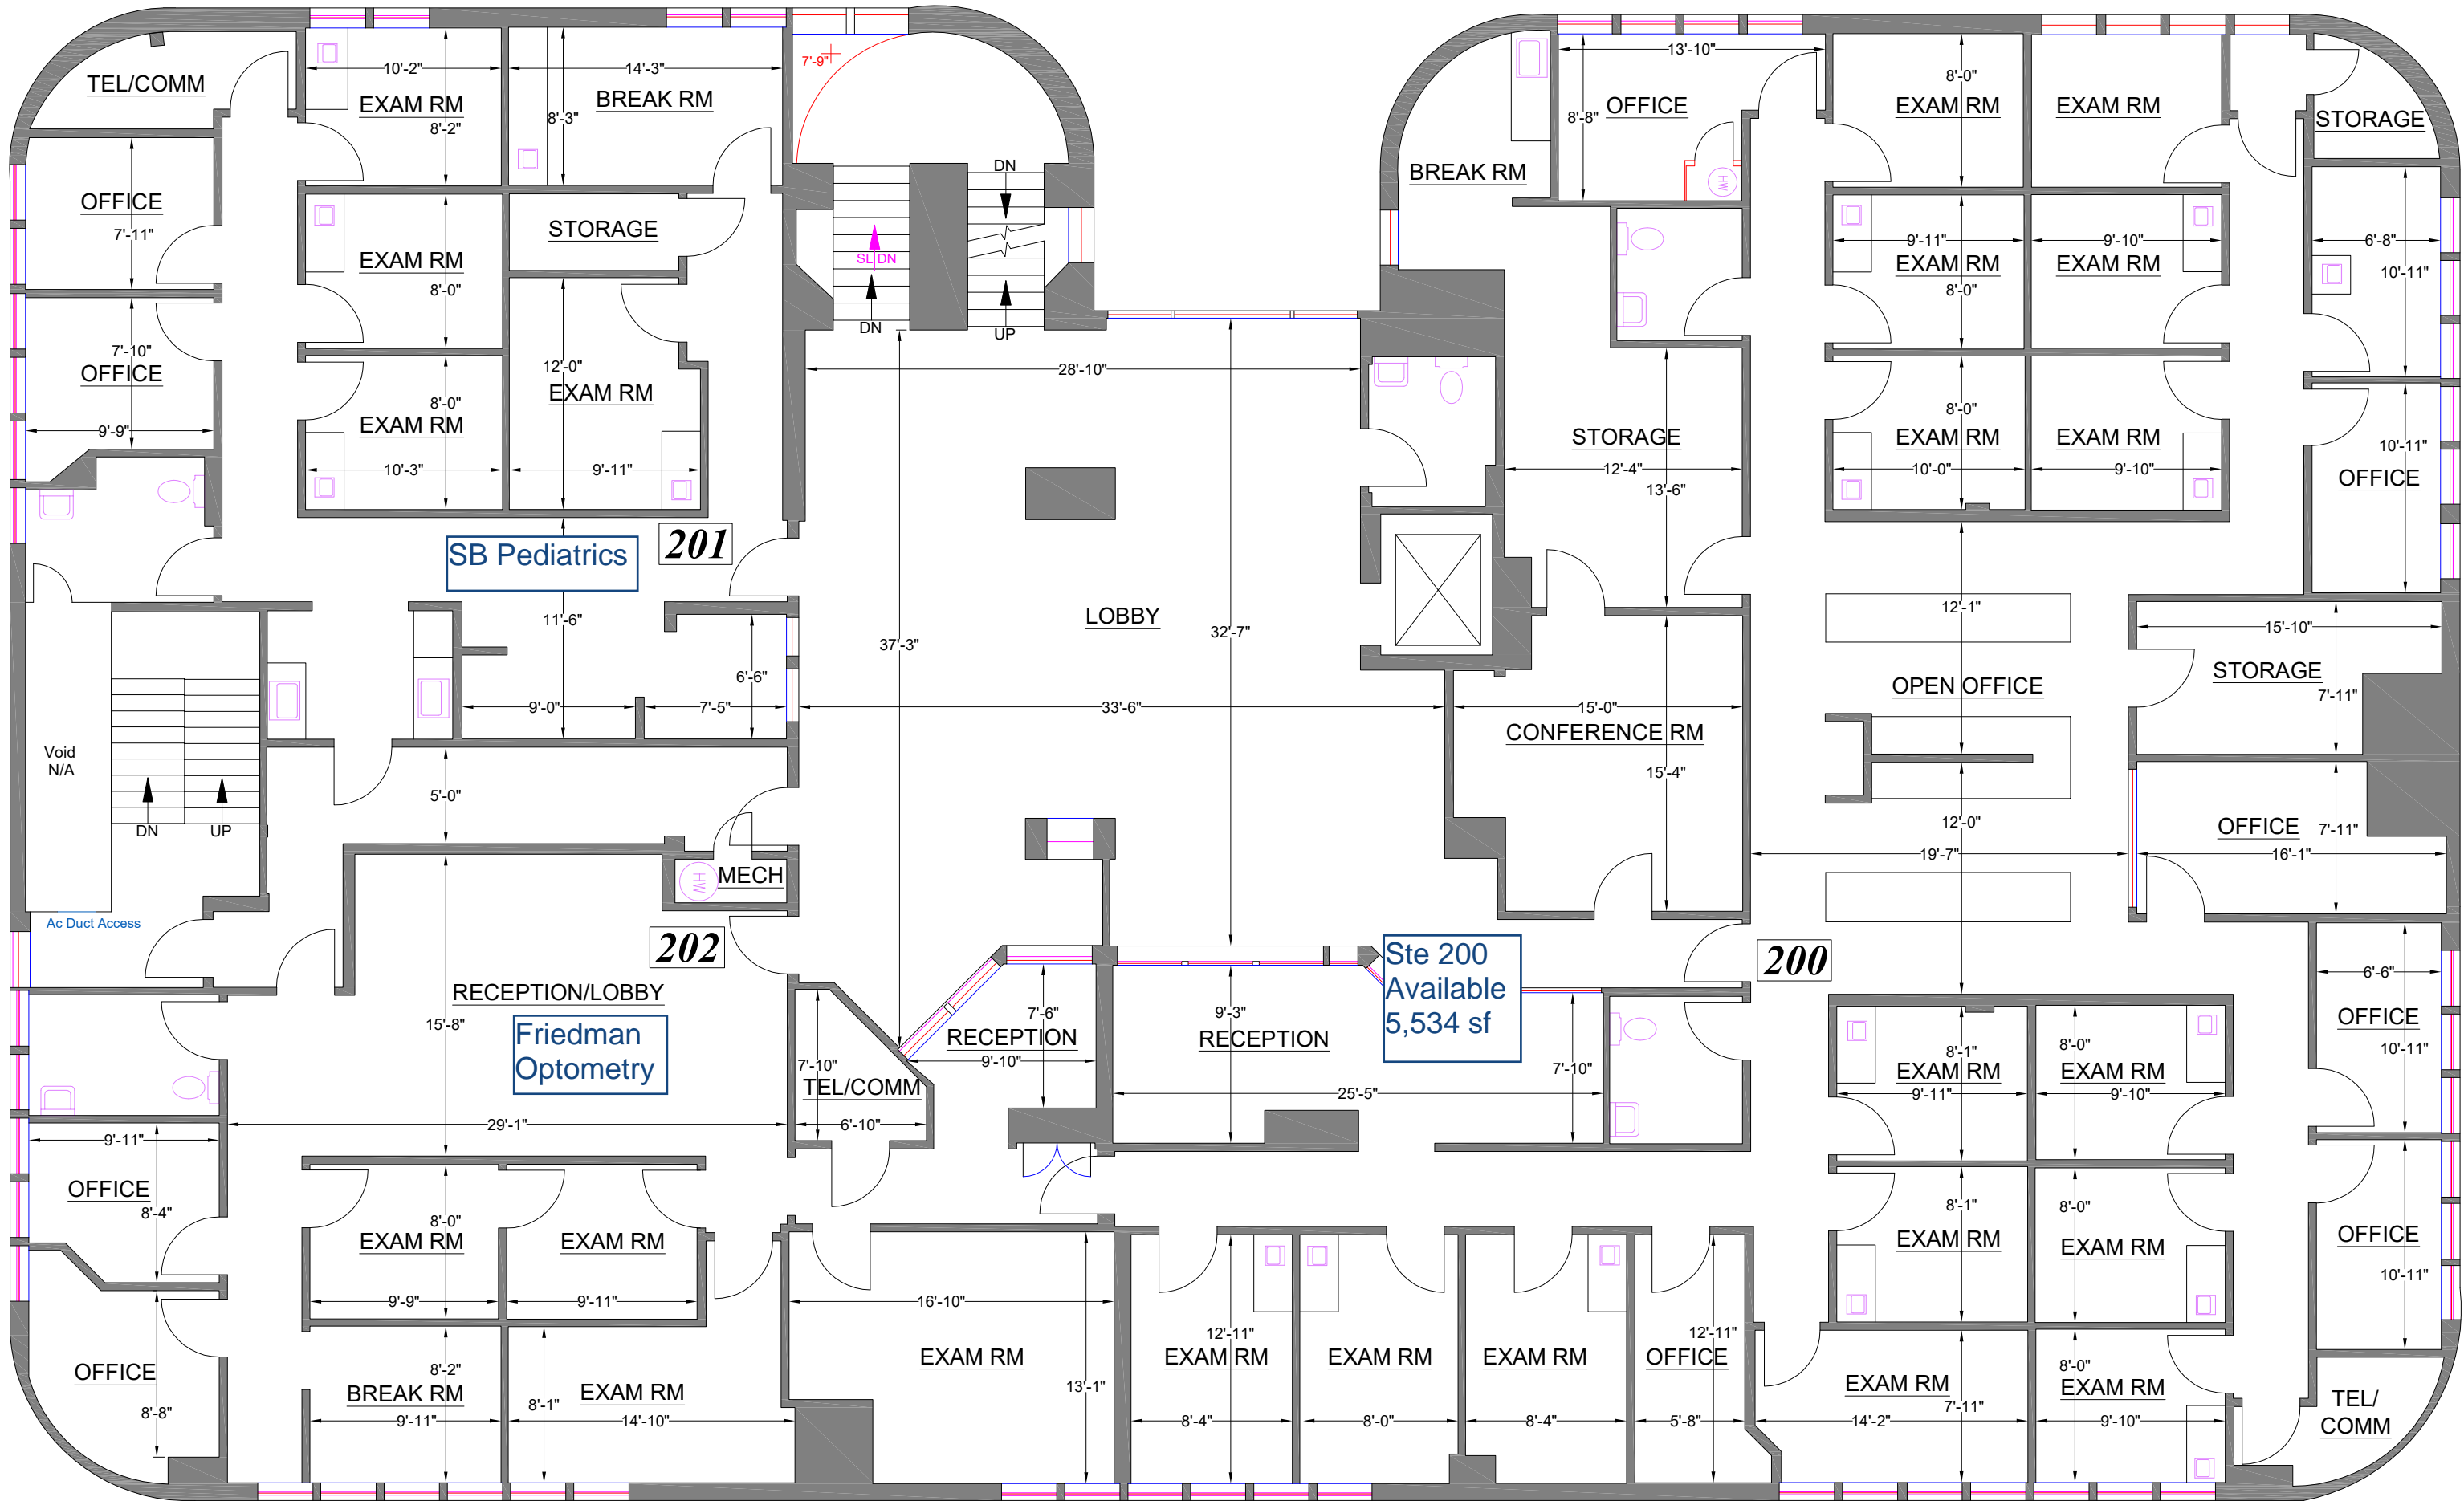 TEL/COMM
10'-2"
EXAM RM
8'-2"
14'-3"
BREAK RM
8'-3"
7'-9"
OFFICE
7'-11"
EXAM RM
8'-0"
STORAGE
SL DN
DN
DN
UP
7'-10"
OFFICE
9'-9"
8'-0"
EXAM RM
10'-3"
12'-0"
EXAM RM
9'-11"
28'-10"
201
SB Pediatrics
11'-6"
6'-6"
9'-0"
7'-5"
37'-3"
LOBBY
32'-7"
33'-6"
Void
N/A
DN
UP
5'-0"
HW
MECH
Ac Duct Access
202
RECEPTION/LOBBY
15'-8"
Friedman
Optometry
29'-1"
7'-10"
TEL/COMM
6'-10"
7'-6"
RECEPTION
9'-10"
9'-3"
RECEPTION
25'-5"
7'-10"
Ste 200
Available
5,534 sf
200
9'-11"
OFFICE
8'-4"
OFFICE
8'-8"
8'-0"
EXAM RM
9'-9"
EXAM RM
9'-11"
8'-2"
BREAK RM
9'-11"
8'-1"
EXAM RM
14'-10"
16'-10"
EXAM RM
13'-1"
12'-11"
EXAM RM
8'-4"
EXAM RM
8'-0"
EXAM RM
8'-4"
12'-11"
OFFICE
5'-8"
BREAK RM
13'-10"
OFFICE
8'-8"
HW
8'-0"
EXAM RM
EXAM RM
STORAGE
9'-11"
EXAM RM
8'-0"
9'-10"
EXAM RM
6'-8"
10'-11"
STORAGE
12'-4"
13'-6"
8'-0"
EXAM RM
10'-0"
EXAM RM
9'-10"
10'-11"
OFFICE
12'-1"
OPEN OFFICE
12'-0"
19'-7"
15'-10"
STORAGE
7'-11"
15'-0"
CONFERENCE RM
15'-4"
OFFICE
7'-11"
16'-1"
6'-6"
OFFICE
10'-11"
8'-1"
EXAM RM
9'-11"
8'-0"
EXAM RM
9'-10"
8'-1"
EXAM RM
8'-0"
EXAM RM
OFFICE
10'-11"
EXAM RM
7'-11"
14'-2"
8'-0"
EXAM RM
9'-10"
TEL/
COMM